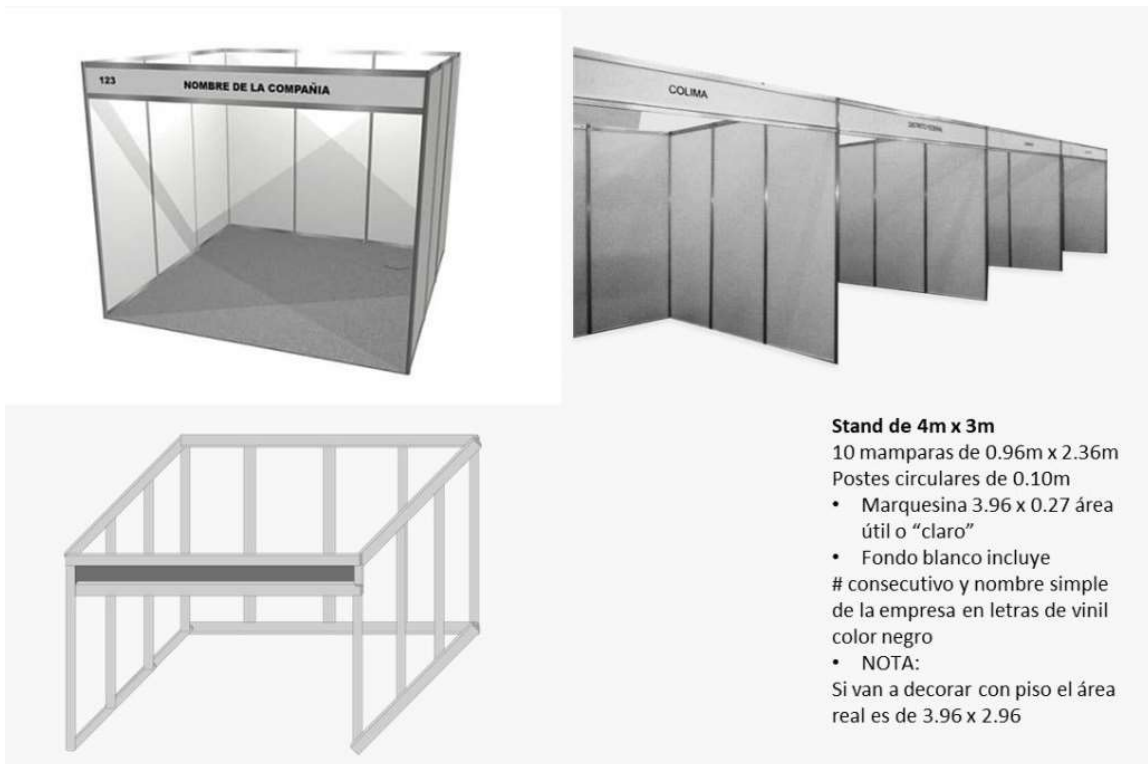 123
NOMBRE DE LA COMPAÑIA
COLIMA
DISTRITO FEDERAL
Stand de 4m x 3m
10 mamparas de 0.96m x 2.36m
Postes circulares de 0.10m
• Marquesina 3.96 x 0.27 área
útil o “claro”
• Fondo blanco incluye
# consecutivo y nombre simple
de la empresa en letras de vinil
color negro
• NOTA:
Si van a decorar con piso el área
real es de 3.96 x 2.96